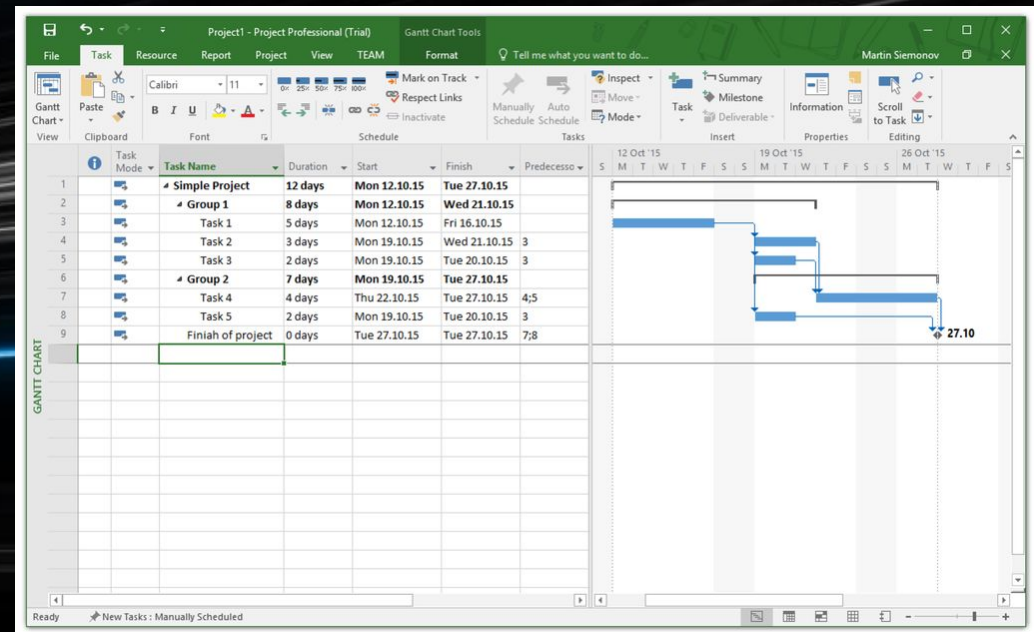 Project1 - Project Professional (Trial) Gantt Chart Tools
File Task Resource Report Project View TEAM Format Tell me what you want to do... Martin Siemonov
Calibri 11 0× 25× 50× 75× 100× Mark on Track Inspect Summary
Respect Links Move Milestone
Gantt Chart Paste B I U A Inactivate Manually Schedule Auto Schedule Mode Task Deliverable Information Scroll to Task
View Clipboard Font Schedule Tasks Insert Properties Editing
Task Mode Task Name Duration Start Finish Predecesso 12 Oct '15 19 Oct '15 26 Oct '15
S M T W T F S S M T W T F S S M T W T F S
1 Simple Project 12 days Mon 12.10.15 Tue 27.10.15
2 Group 1 8 days Mon 12.10.15 Wed 21.10.15
3 Task 1 5 days Mon 12.10.15 Fri 16.10.15
4 Task 2 3 days Mon 19.10.15 Wed 21.10.15 3
5 Task 3 2 days Mon 19.10.15 Tue 20.10.15 3
6 Group 2 7 days Mon 19.10.15 Tue 27.10.15
7 Task 4 4 days Thu 22.10.15 Tue 27.10.15 4;5
8 Task 5 2 days Mon 19.10.15 Tue 20.10.15 3
9 Finiah of project 0 days Tue 27.10.15 Tue 27.10.15 7;8 27.10
GANTT CHART
Ready New Tasks : Manually Scheduled